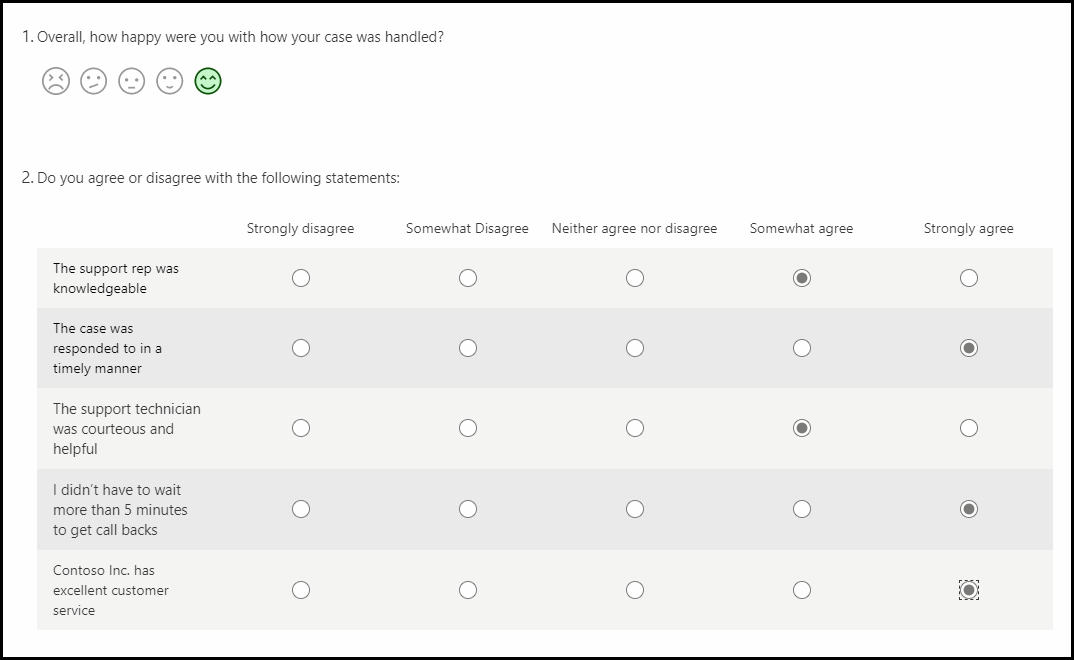 1. Overall, how happy were you with how your case was handled?
2. Do you agree or disagree with the following statements:
Strongly disagree Somewhat Disagree Neither agree nor disagree Somewhat agree Strongly agree
The support rep was
knowledgeable
The case was
responded to in a
timely manner
The support technician
was courteous and
helpful
I didn't have to wait
more than 5 minutes
to get call backs
Contoso Inc. has
excellent customer
service